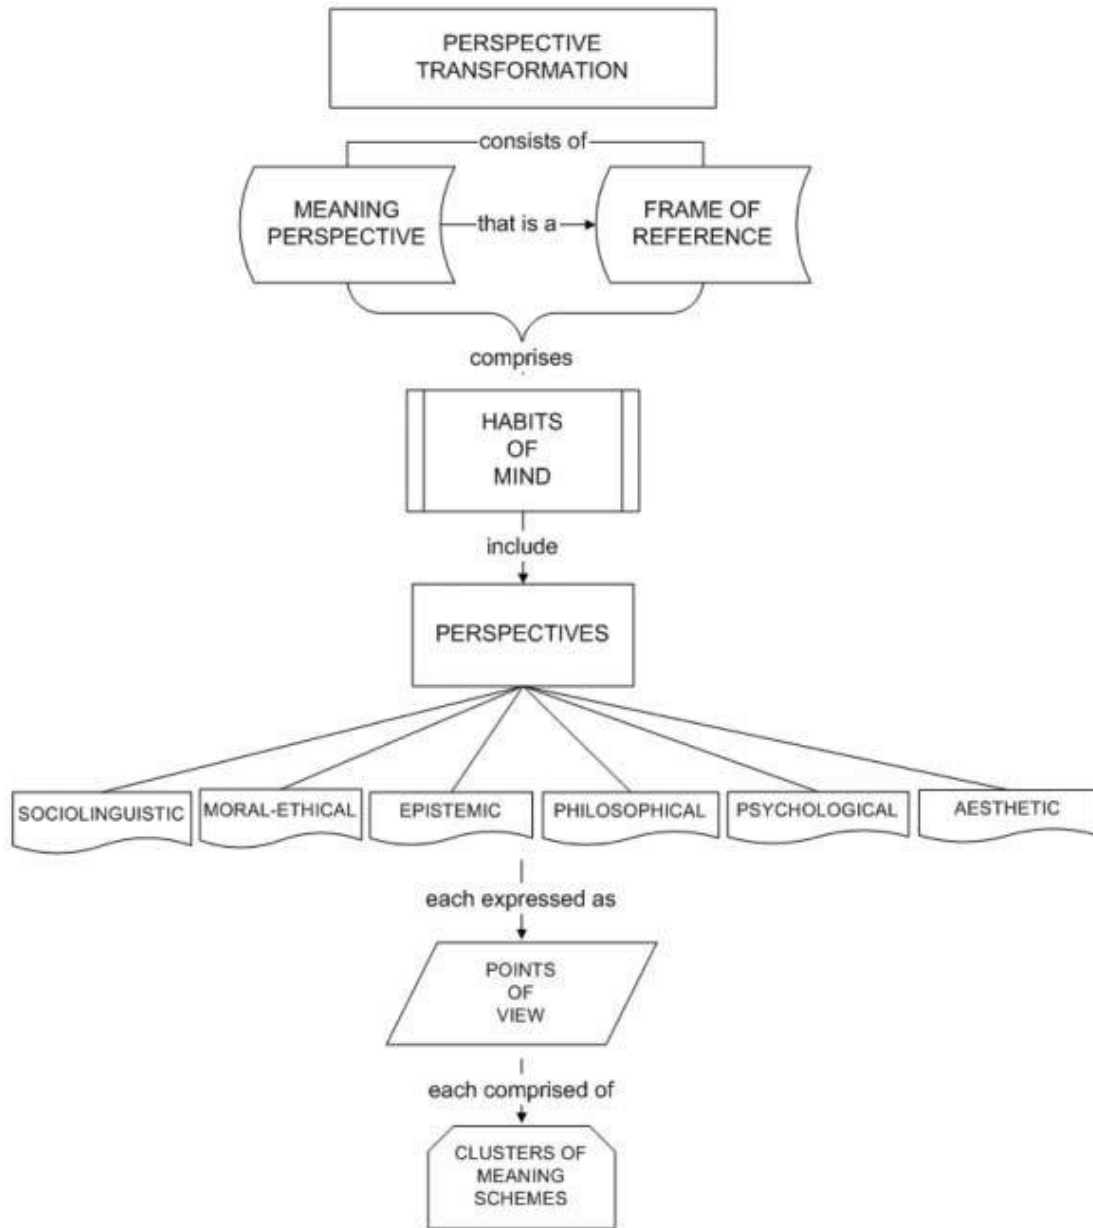 PERSPECTIVE
TRANSFORMATION
consists of
MEANING
PERSPECTIVE
that is a
FRAME OF
REFERENCE
comprises
HABITS
OF
MIND
include
PERSPECTIVES
SOCIOLINGUISTIC
MORAL-ETHICAL
EPISTEMIC
PHILOSOPHICAL
PSYCHOLOGICAL
AESTHETIC
each expressed as
POINTS
OF
VIEW
each comprised of
CLUSTERS OF
MEANING
SCHEMES